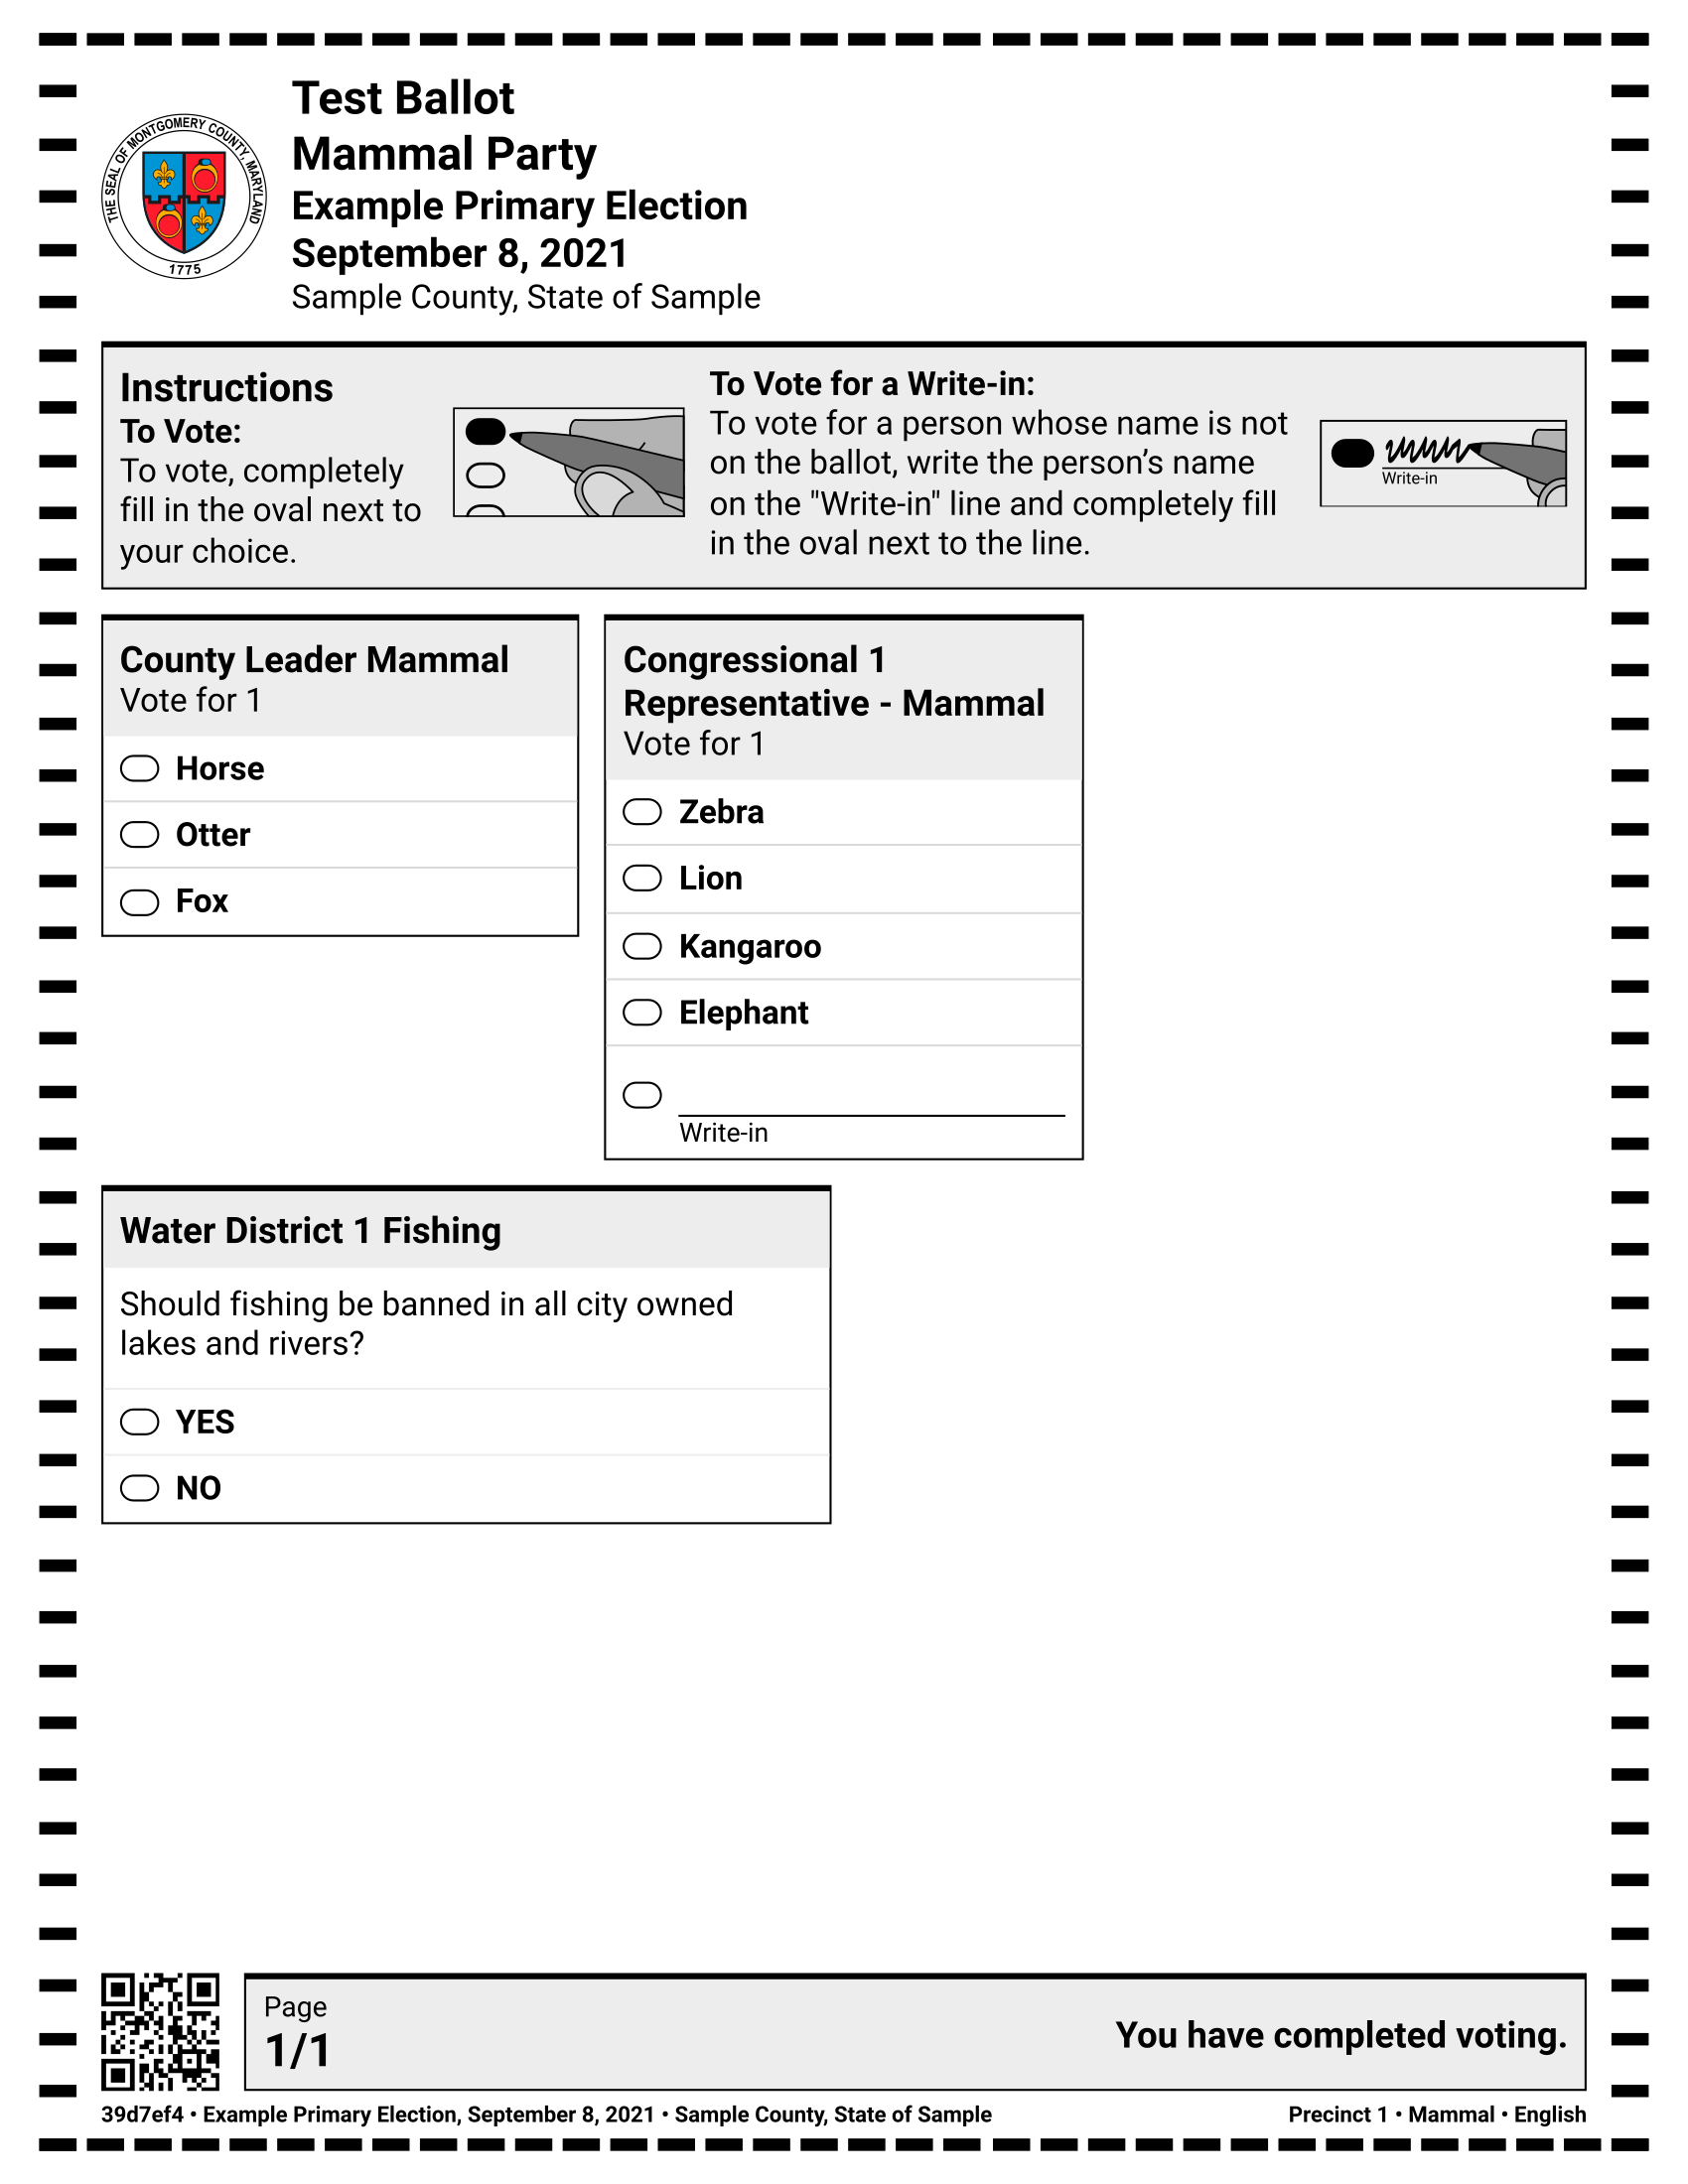 THE SEAL OF MONTGOMERY COUNTY, MARYLAND
1775
Test Ballot
Mammal Party
Example Primary Election
September 8, 2021
Sample County, State of Sample
Instructions
To Vote:
To vote, completely
fill in the oval next to
your choice.
To Vote for a Write-in:
To vote for a person whose name is not
on the ballot, write the person’s name
on the "Write-in" line and completely fill
in the oval next to the line.
Write-in
County Leader Mammal
Vote for 1
Horse
Otter
Fox
Congressional 1
Representative - Mammal
Vote for 1
Zebra
Lion
Kangaroo
Elephant
Write-in
Water District 1 Fishing
Should fishing be banned in all city owned
lakes and rivers?
YES
NO
Page
1/1
You have completed voting.
39d7ef4 • Example Primary Election, September 8, 2021 • Sample County, State of Sample
Precinct 1 • Mammal • English